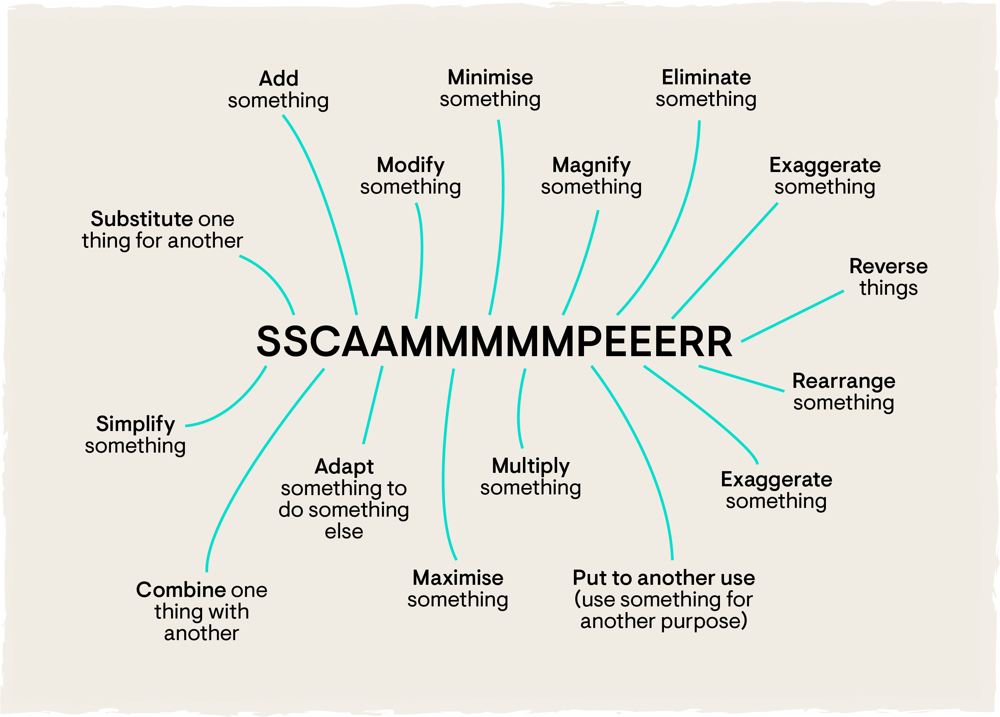 Add
something
Minimise
something
Eliminate
something
Modify
something
Magnify
something
Exaggerate
something
Substitute one
thing for another
Reverse
things
SSCAAMMMMMPEEERR
Rearrange
something
Simplify
something
Adapt
something to
do something
else
Multiply
something
Exaggerate
something
Combine one
thing with
another
Maximise
something
Put to another use
(use something for
another purpose)